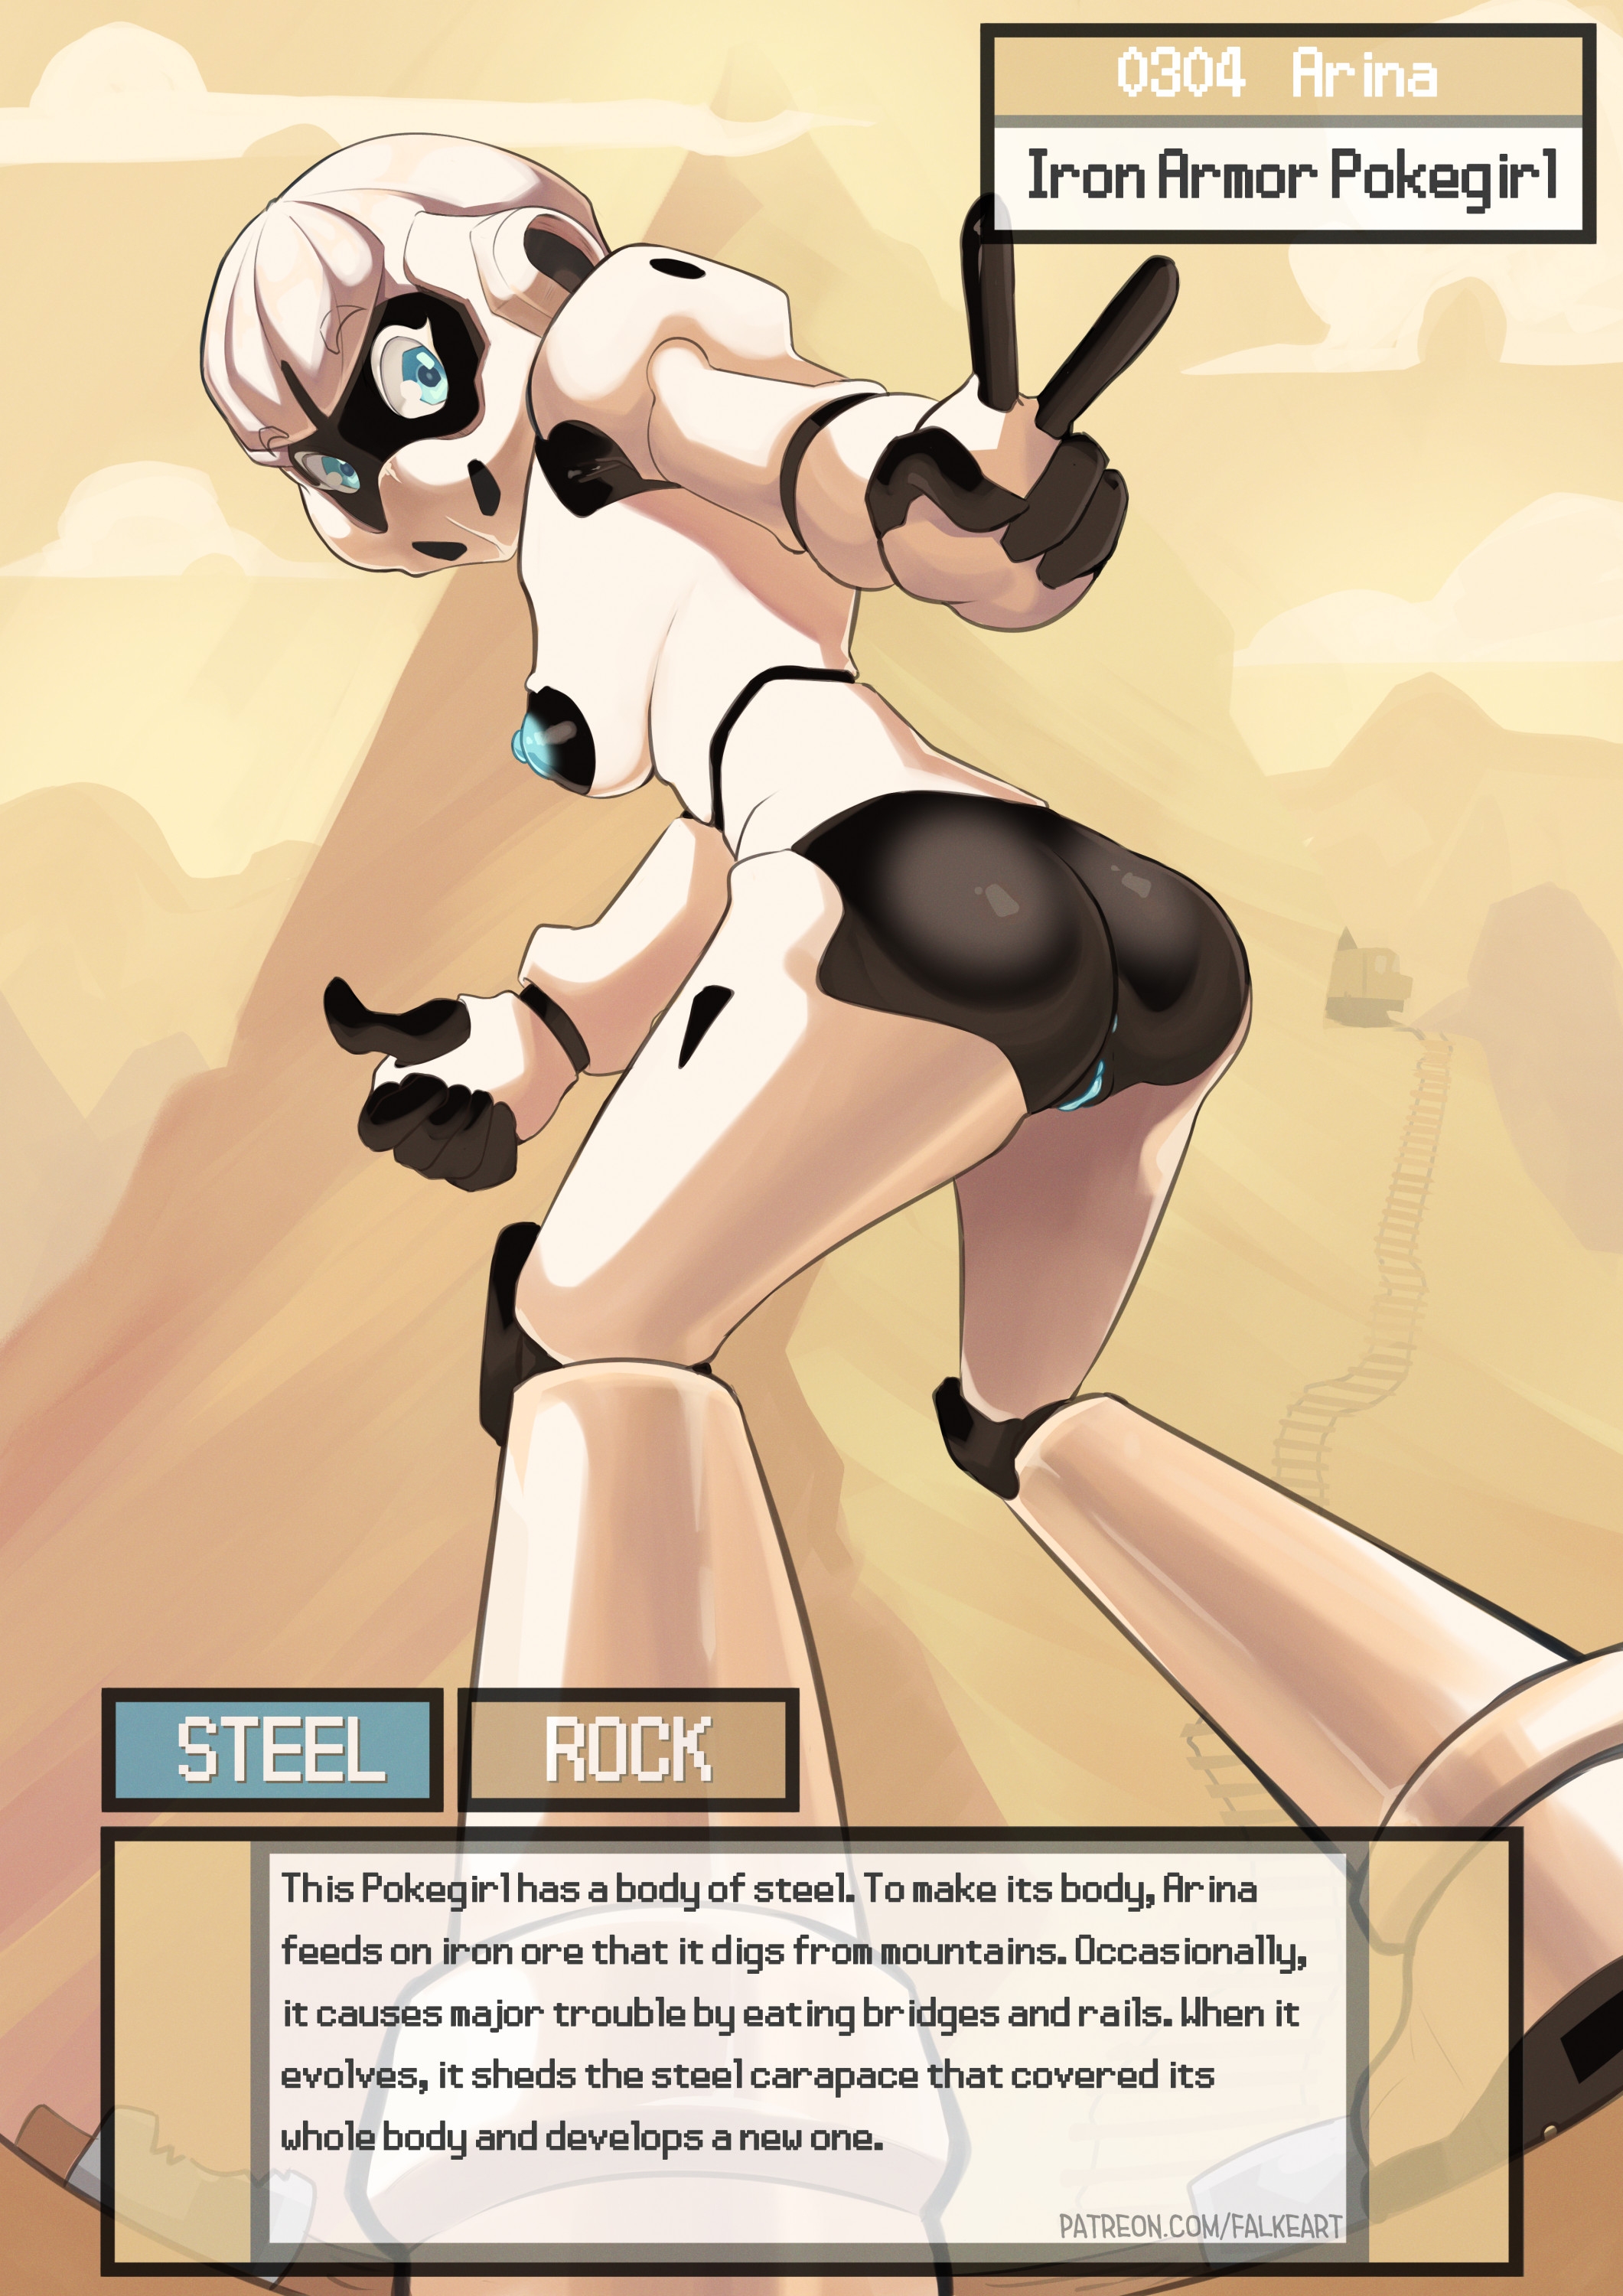 0304 Arina
Iron Armor Pokegirl
STEEL ROCK
This Pokegirl has a body of steel. To make its body, Arina
feeds on iron ore that it digs from mountains. Occasionally,
it causes major trouble by eating bridges and rails. When it
evolves, it sheds the steel carapace that covered its
whole body and develops a new one.
PATREON.COM/FALKEART